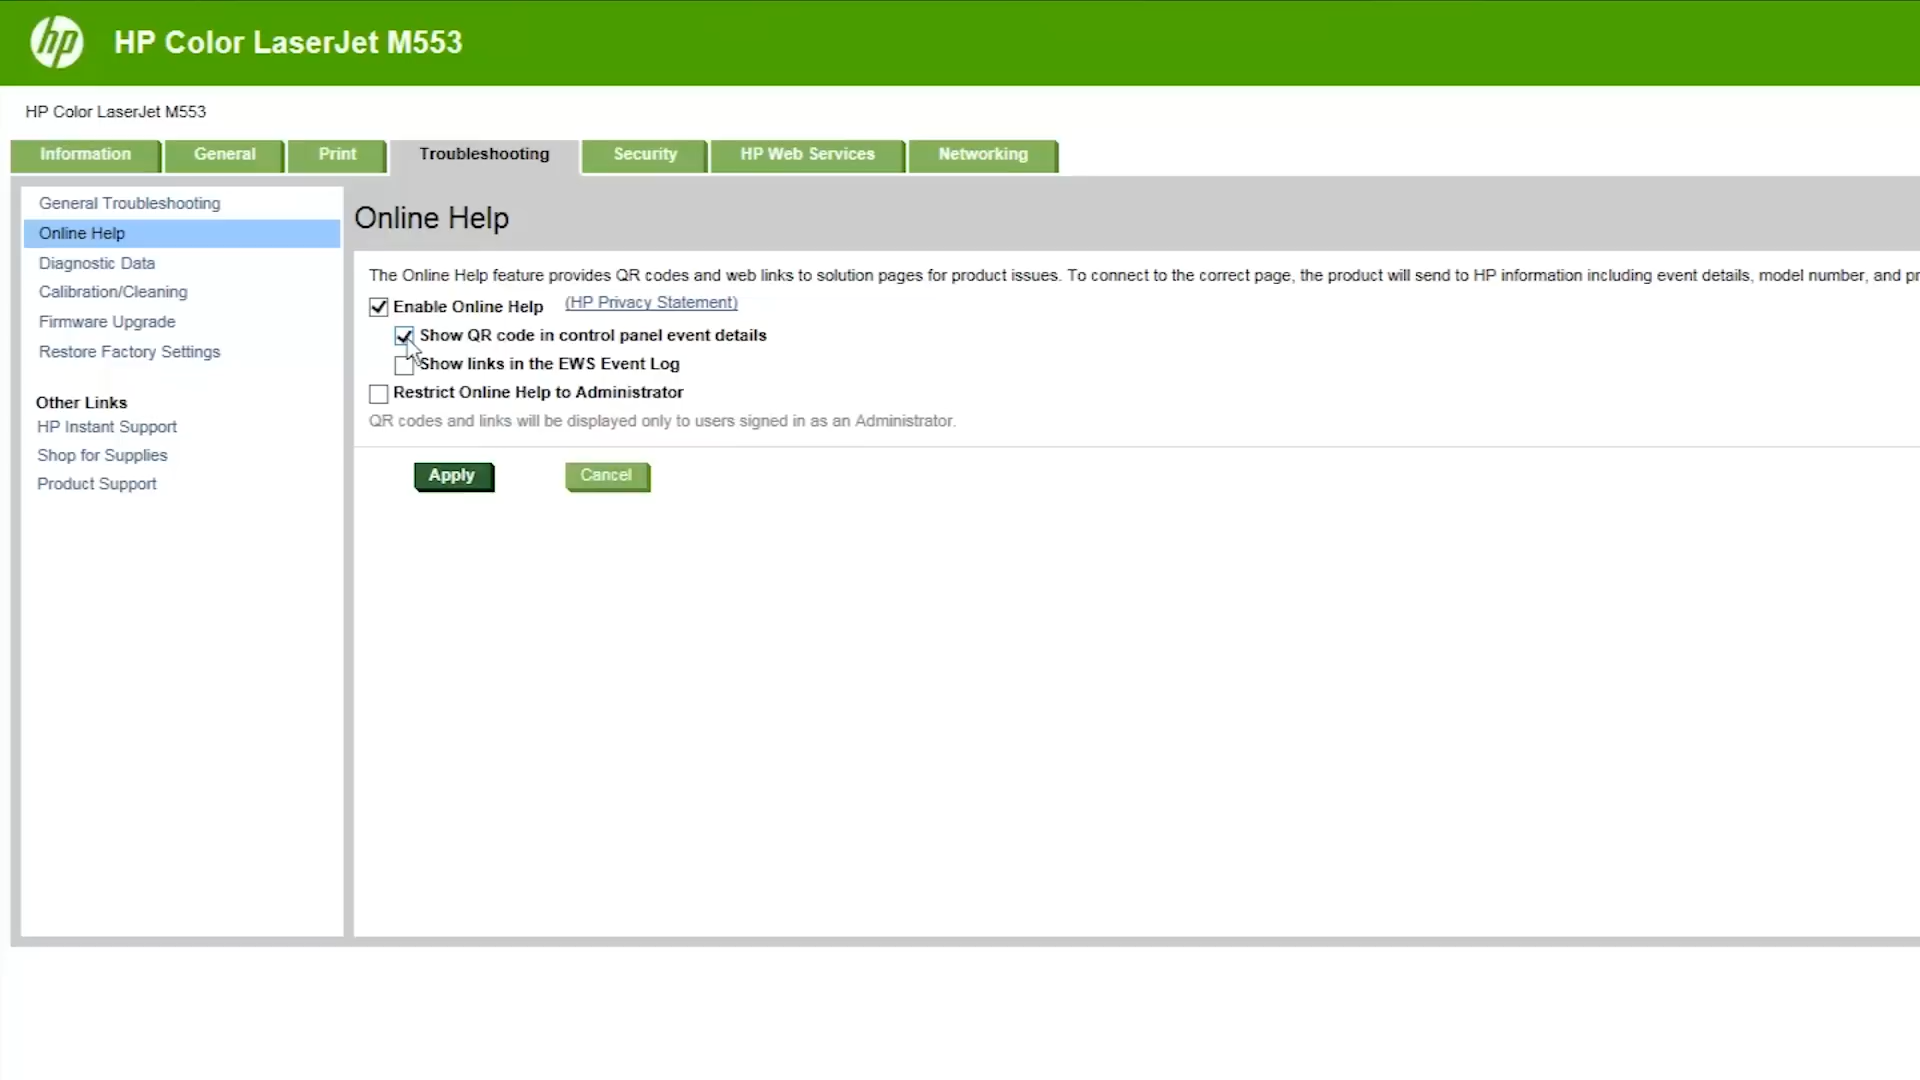 hp HP Color LaserJet M553
HP Color LaserJet M553
Information General Print Troubleshooting Security HP Web Services Networking
General Troubleshooting
Online Help
Diagnostic Data
Calibration/Cleaning
Firmware Upgrade
Restore Factory Settings
Other Links
HP Instant Support
Shop for Supplies
Product Support
Online Help
The Online Help feature provides QR codes and web links to solution pages for product issues. To connect to the correct page, the product will send to HP information including event details, model number, and pr
Enable Online Help (HP Privacy Statement)
Show QR code in control panel event details
Show links in the EWS Event Log
Restrict Online Help to Administrator
QR codes and links will be displayed only to users signed in as an Administrator.
Apply Cancel